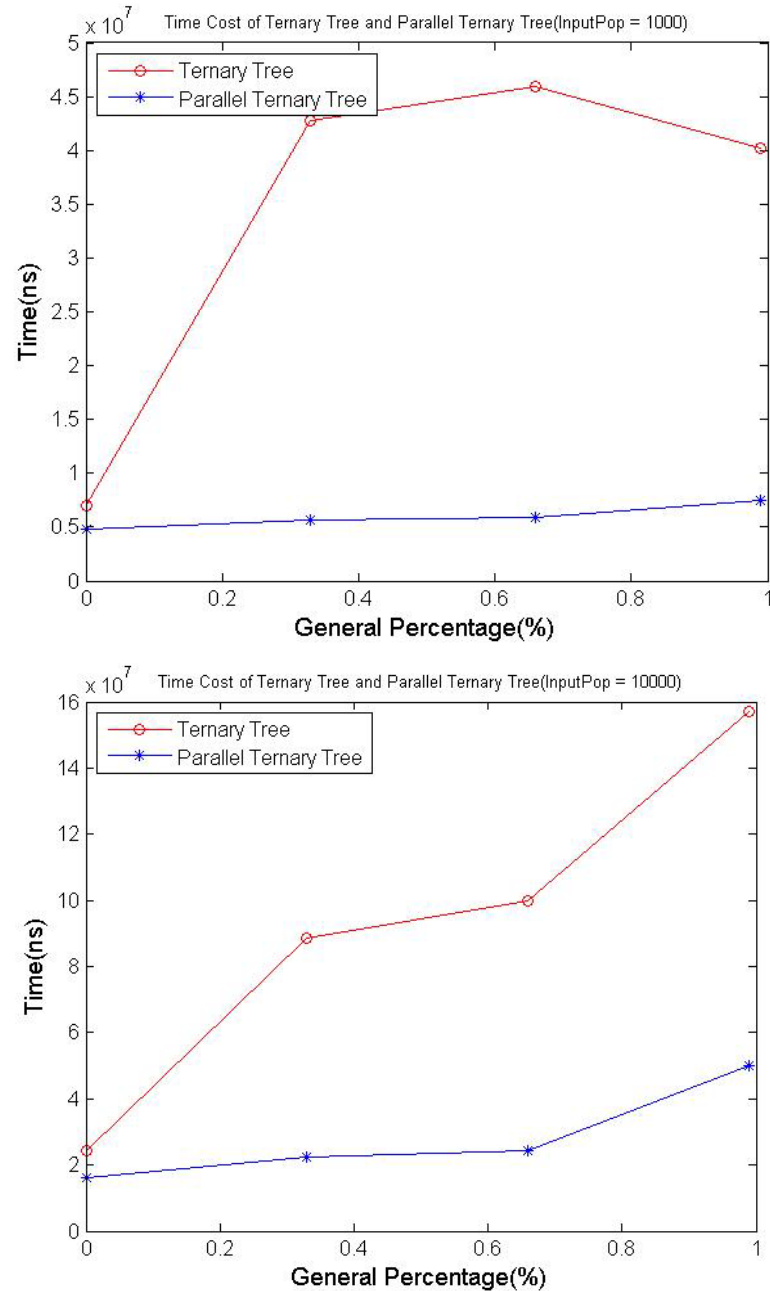 Time Cost of Ternary Tree and Parallel Ternary Tree(InputPop = 1000)
× 10^7
5
4.5
4
3.5
3
2.5
2
1.5
1
0.5
0
Time(ns)
Ternary Tree
Parallel Ternary Tree
0 0.2 0.4 0.6 0.8 1
General Percentage(%)
Time Cost of Ternary Tree and Parallel Ternary Tree(InputPop = 10000)
× 10^7
16
14
12
10
8
6
4
2
0
Time(ns)
Ternary Tree
Parallel Ternary Tree
0 0.2 0.4 0.6 0.8 1
General Percentage(%)